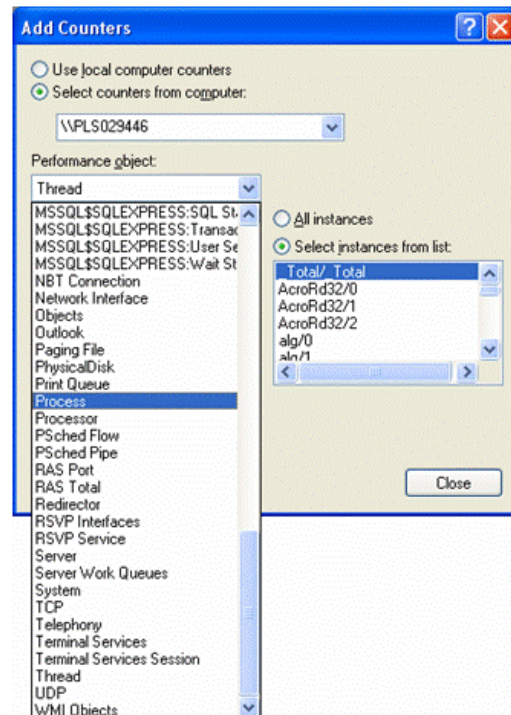 Add Counters
Use local computer counters
Select counters from computer:
\\PLS029446
Performance object:
Thread
MSSQL$SQLEXPRESS:SQL St
MSSQL$SQLEXPRESS:Transac
MSSQL$SQLEXPRESS:User Se
MSSQL$SQLEXPRESS:Wait St
NBT Connection
Network Interface
Objects
Outlook
Paging File
PhysicalDisk
Print Queue
Process
Processor
PSched Flow
PSched Pipe
RAS Port
RAS Total
Redirector
RSVP Interfaces
RSVP Service
Server
Server Work Queues
System
TCP
Telephony
Terminal Services
Terminal Services Session
Thread
UDP
WMI Objects
All instances
Select instances from list:
_Total/_Total
AcroRd32/0
AcroRd32/1
AcroRd32/2
alg/0
alg/1
Close